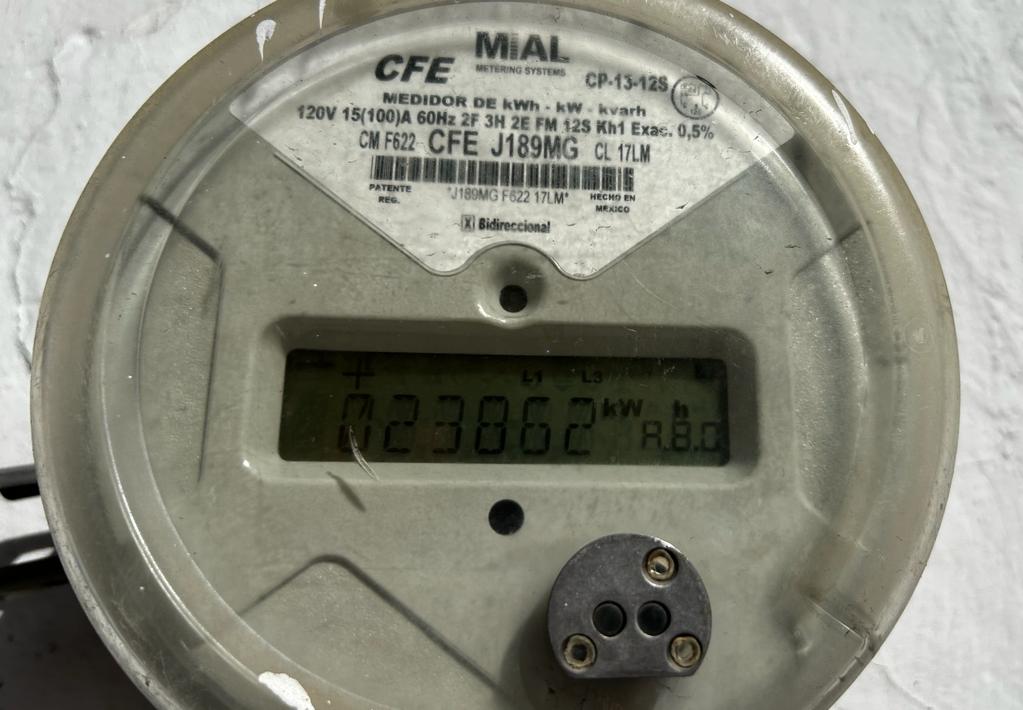 MIAL
CFE METERING SYSTEMS CP-13-12S
MEDIDOR DE kWh - kW - kvarh
120V 15(100)A 60Hz 2F 3H 2E FM 12S Kh1 Exac. 0,5%
CM F622 CFE J189MG CL 17LM
PATENTE REG. *J189MG F622 17LM* HECHO EN MEXICO
X Bidireccional
+ L1 L3
023862 kW h A.B.C